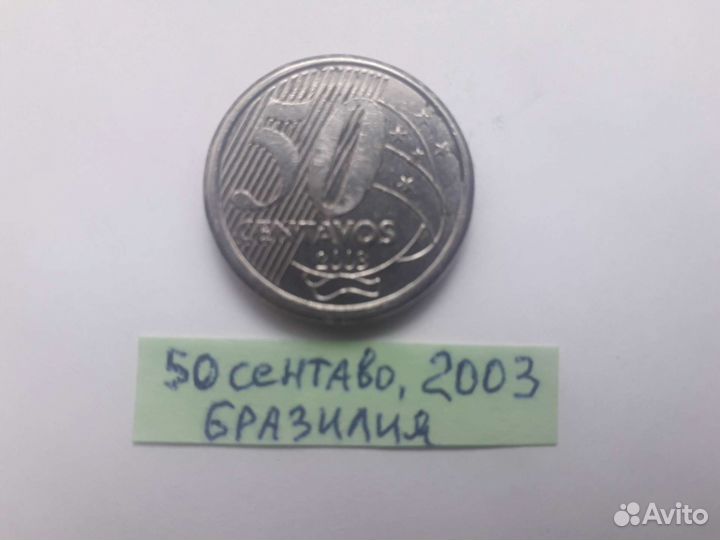 50
CENTAVOS
2003
50 сентаво, 2003
БРАЗИЛИЯ
Avito